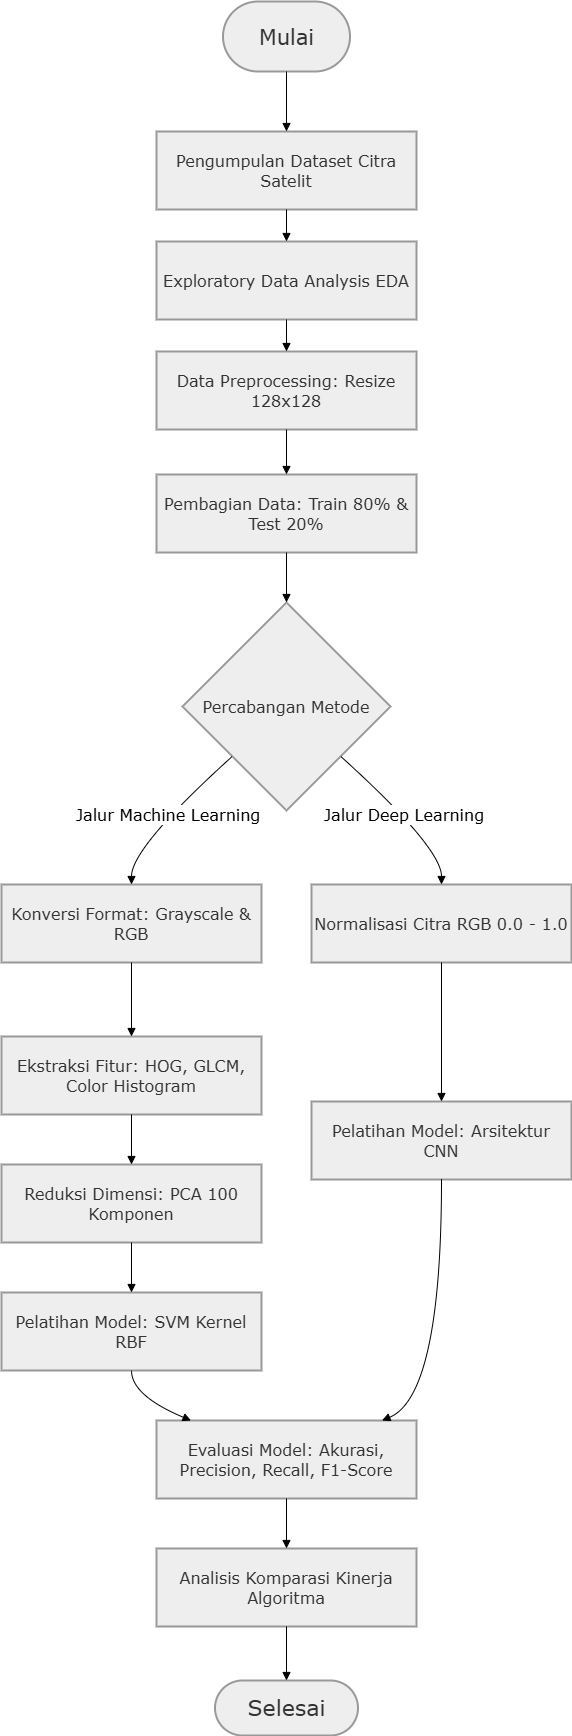 Mulai
Pengumpulan Dataset Citra
Satelit
Exploratory Data Analysis EDA
Data Preprocessing: Resize
128x128
Pembagian Data: Train 80% &
Test 20%
Percabangan Metode
Jalur Machine Learning
Jalur Deep Learning
Konversi Format: Grayscale &
RGB
Normalisasi Citra RGB 0.0 - 1.0
Ekstraksi Fitur: HOG, GLCM,
Color Histogram
Pelatihan Model: Arsitektur
CNN
Reduksi Dimensi: PCA 100
Komponen
Pelatihan Model: SVM Kernel
RBF
Evaluasi Model: Akurasi,
Precision, Recall, F1-Score
Analisis Komparasi Kinerja
Algoritma
Selesai